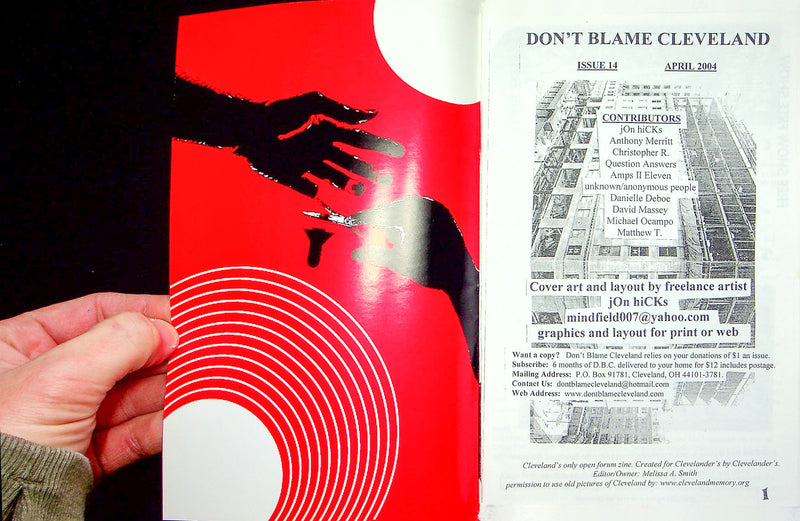 DON'T BLAME CLEVELAND
ISSUE 14 APRIL 2004
CONTRIBUTORS
jOn hiCKs
Anthony Merritt
Christopher R.
Question Answers
Amps II Eleven
unknown/anonymous people
Danielle Deboe
David Massey
Michael Ocampo
Matthew T.
Cover art and layout by freelance artist
jOn hiCKs
mindfield007@yahoo.com
graphics and layout for print or web
Want a copy? Don't Blame Cleveland relies on your donations of $1 an issue.
Subscribe: 6 months of D.B.C. delivered to your home for $12 includes postage.
Mailing Address: P.O. Box 91781, Cleveland, OH 44101-3781.
Contact Us: dontblamecleveland@hotmail.com
Web Address: www.dontblamecleveland.com
Cleveland's only open forum zine. Created for Clevelander's by Clevelander's.
Editor/Owner: Melissa A. Smith
permission to use old pictures of Cleveland by: www.clevelandmemory.org
1